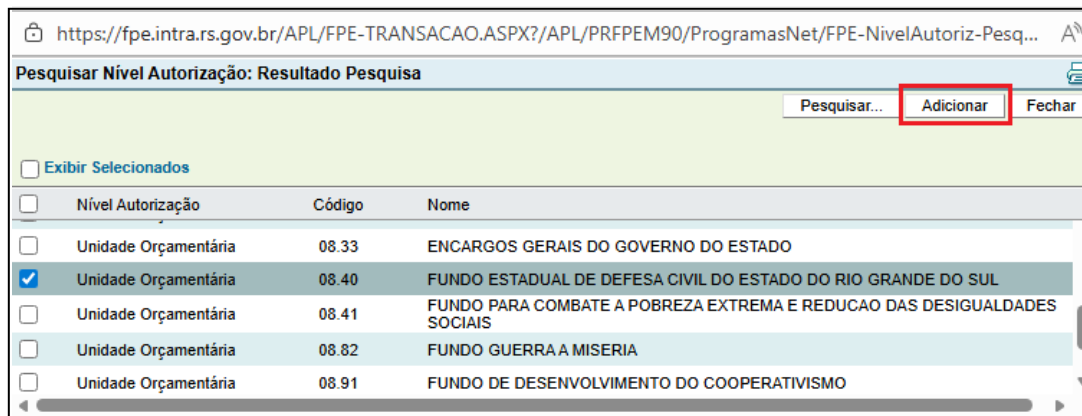 https://fpe.intra.rs.gov.br/APL/FPE-TRANSACAO.ASPX?/APL/PRFPEM90/ProgramasNet/FPE-NivelAutoriz-Pesq... A
Pesquisar Nível Autorização: Resultado Pesquisa
Pesquisar... Adicionar Fechar
Exibir Selecionados
Nível Autorização Código Nome
Unidade Orçamentária 08.33 ENCARGOS GERAIS DO GOVERNO DO ESTADO
Unidade Orçamentária 08.40 FUNDO ESTADUAL DE DEFESA CIVIL DO ESTADO DO RIO GRANDE DO SUL
Unidade Orçamentária 08.41 FUNDO PARA COMBATE A POBREZA EXTREMA E REDUCAO DAS DESIGUALDADES
SOCIAIS
Unidade Orçamentária 08.82 FUNDO GUERRA A MISERIA
Unidade Orçamentária 08.91 FUNDO DE DESENVOLVIMENTO DO COOPERATIVISMO